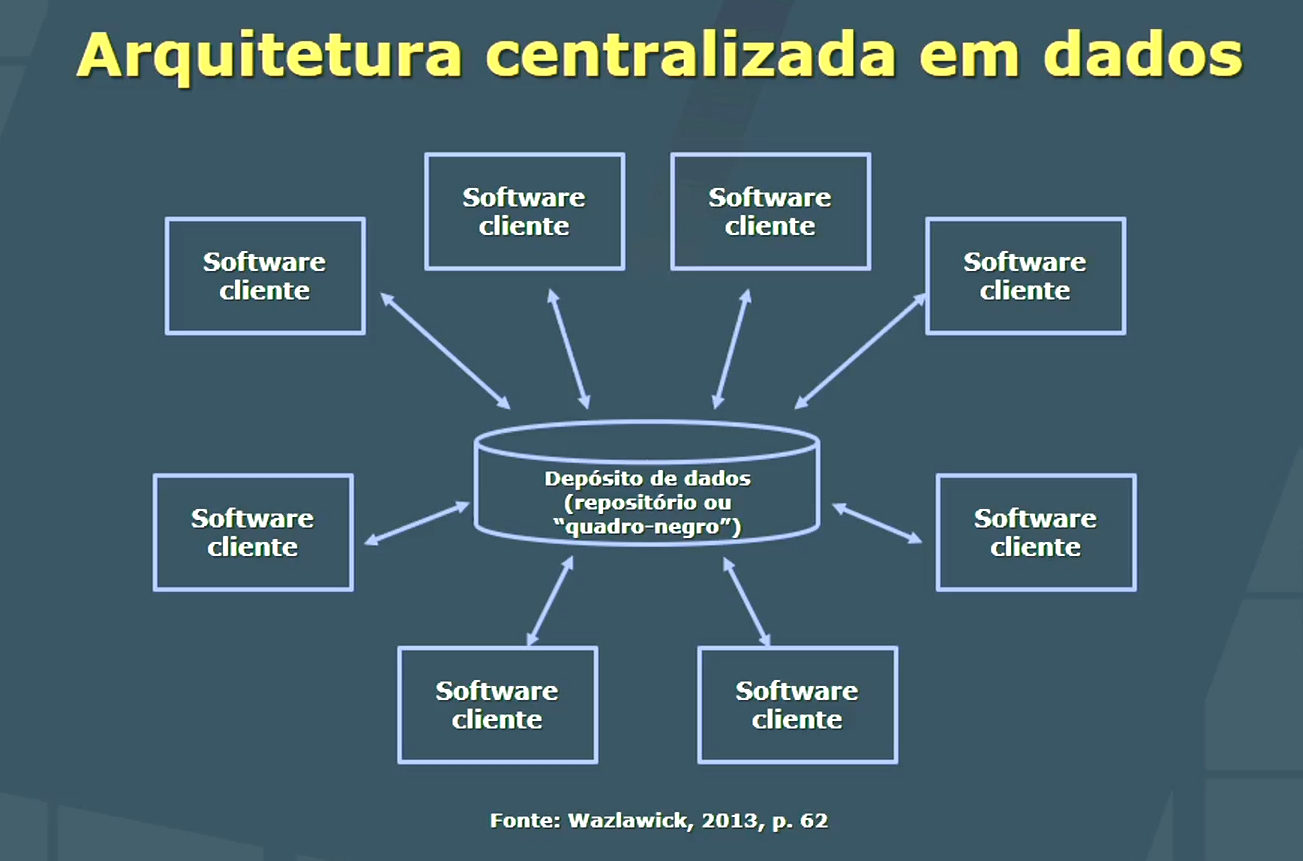 Arquitetura centralizada em dados
Software
cliente
Software
cliente
Software
cliente
Software
cliente
Depósito de dados
(repositório ou
“quadro-negro”)
Software
cliente
Software
cliente
Software
cliente
Software
cliente
Fonte: Wazlawick, 2013, p. 62